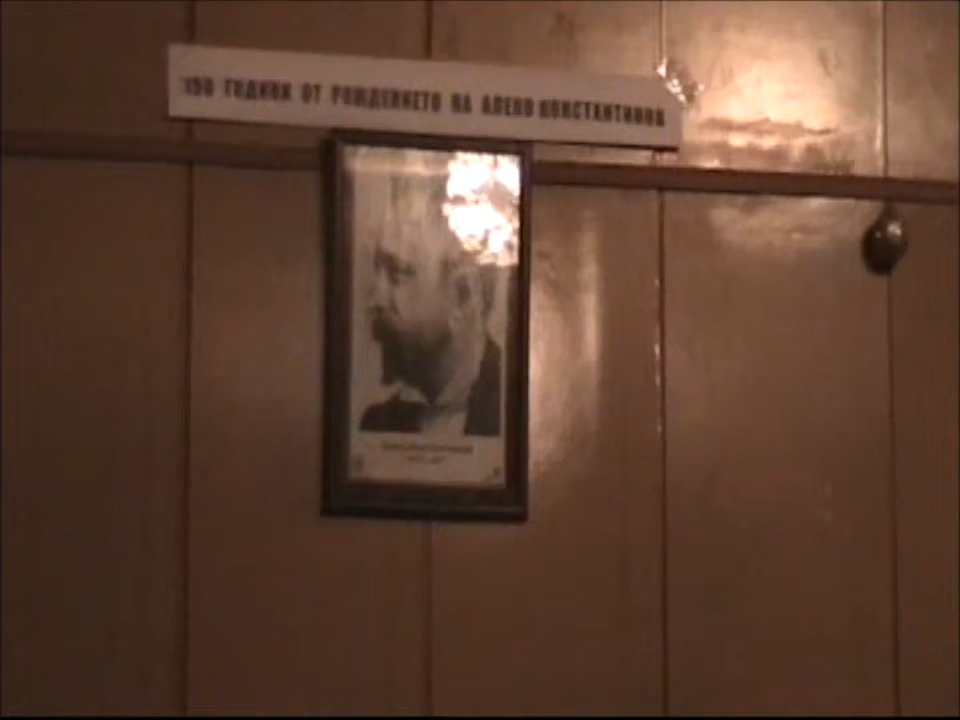 150 ГОДИНИ ОТ РОЖДЕНИЕТО НА АЛЕКО КОНСТАНТИНОВ